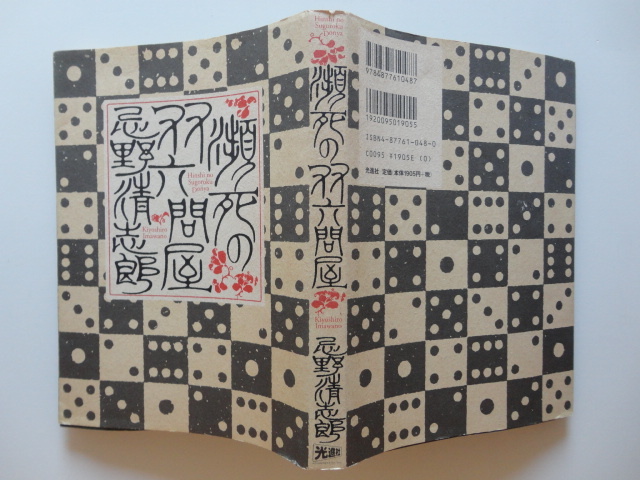 瀕死の
双六問屋
忌野清志郎
Hinshi no
Sugoroku
Donya
Kiyoshiro
Imawano
Hinshi no
Sugoroku
Donya
瀕死の双六問屋
Kiyoshiro
Imawano
忌野清志郎
光進社
9784877610487
1920095019055
ISBN4-87761-048-0
C0095 ¥1905E (0)
光進社 定価:本体1905円+(税)